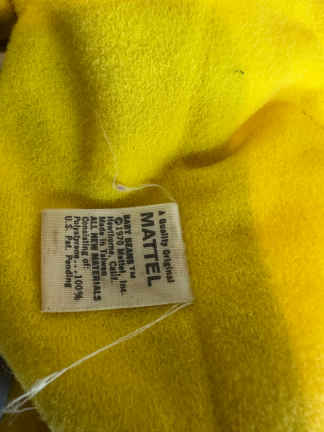 A Quality Original
MATTEL
BABY BEANS ™
©1970 Mattel, Inc.
Hawthorne, Calif.
Made in Taiwan
ALL NEW MATERIALS
Consisting of:
Polystyrene...100%
U.S. Pat. Pending